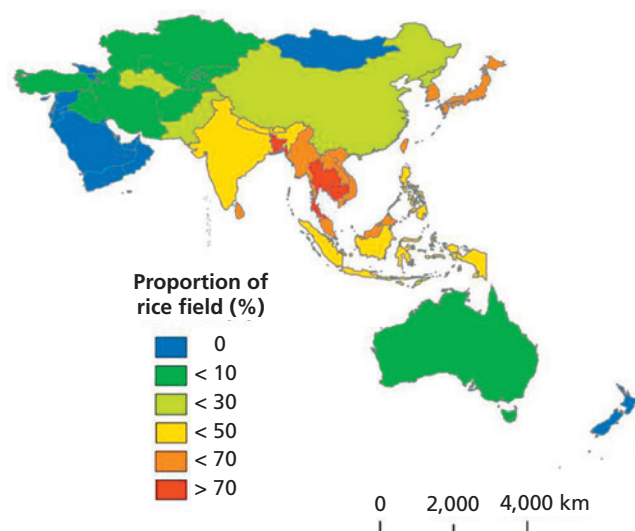 Proportion of
rice field (%)
0
< 10
< 30
< 50
< 70
> 70
0 2,000 4,000 km